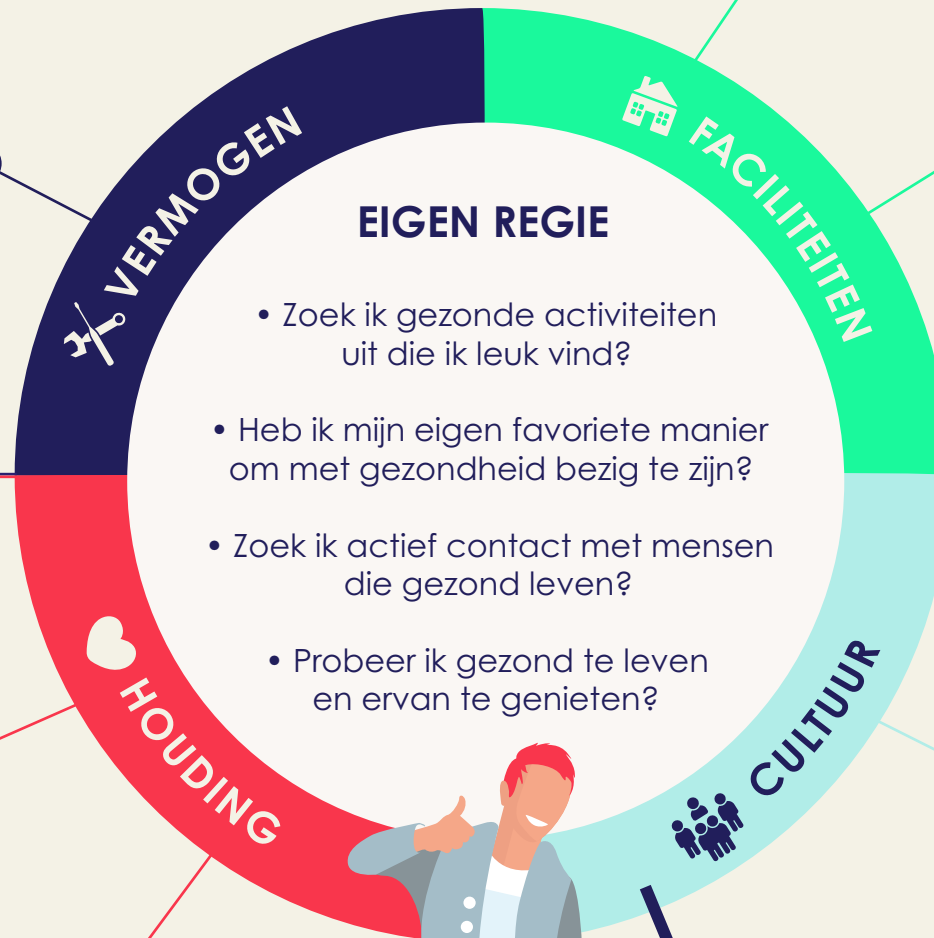 VERMOGEN
FACILITEITEN
EIGEN REGIE
• Zoek ik gezonde activiteiten
uit die ik leuk vind?
• Heb ik mijn eigen favoriete manier
om met gezondheid bezig te zijn?
• Zoek ik actief contact met mensen
die gezond leven?
• Probeer ik gezond te leven
en ervan te genieten?
HOUDING
CULTUUR